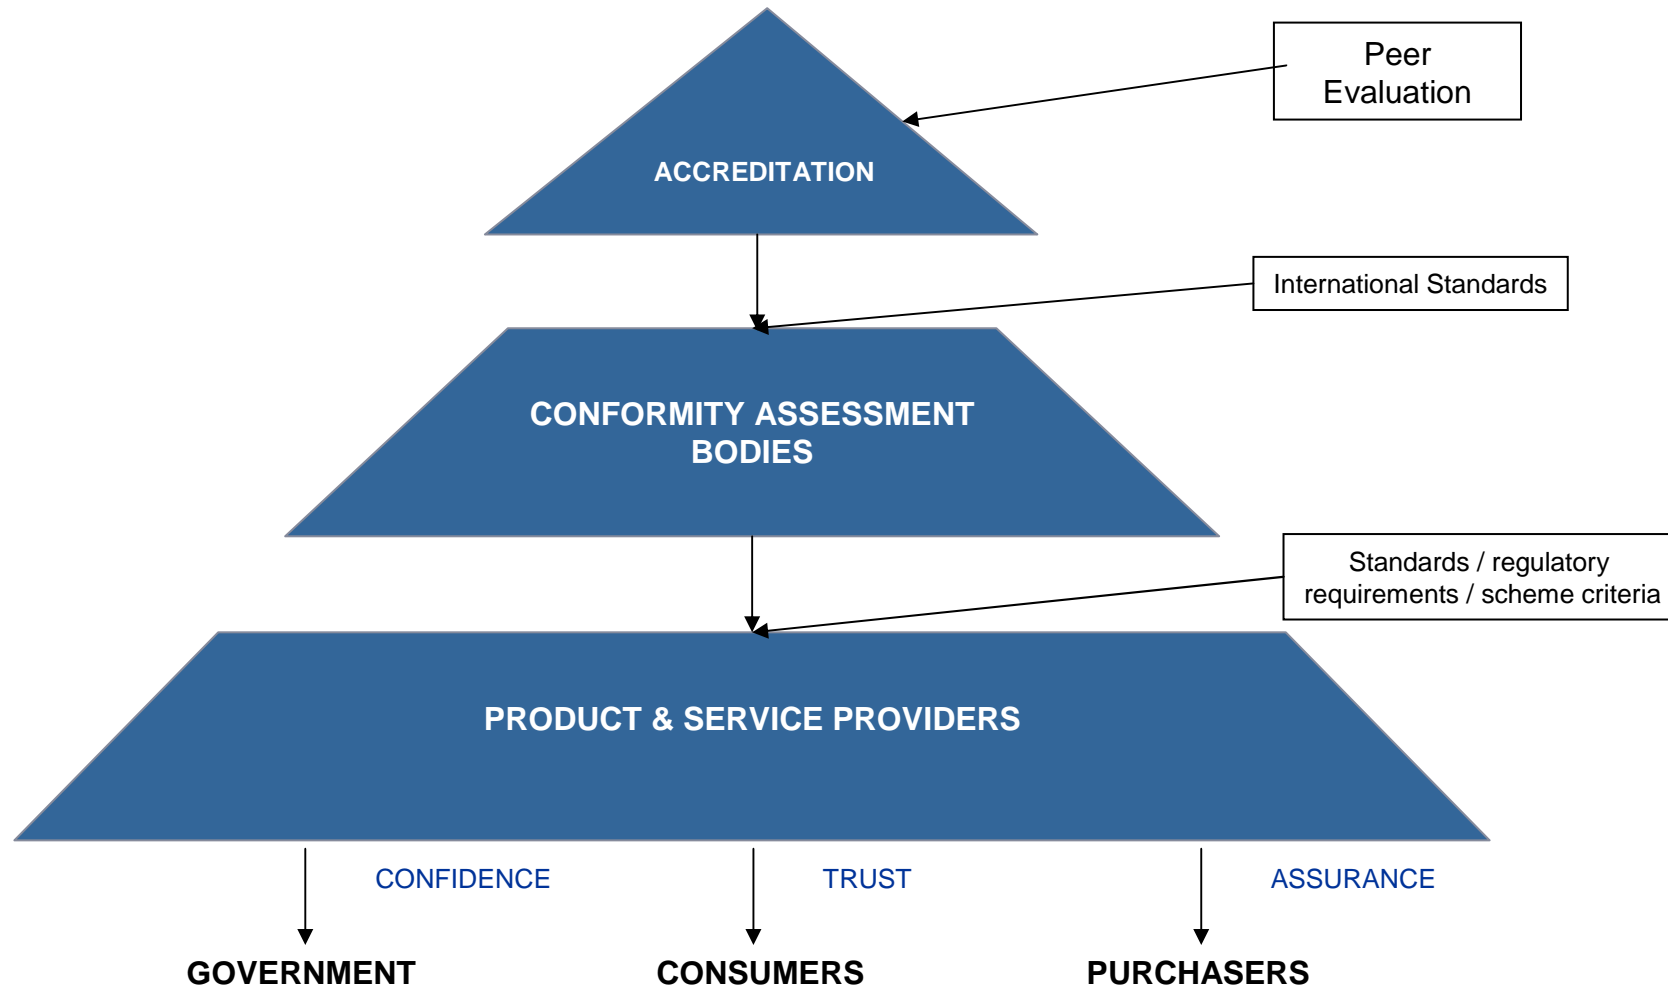 Peer
Evaluation
ACCREDITATION
International Standards
CONFORMITY ASSESSMENT
BODIES
Standards / regulatory
requirements / scheme criteria
PRODUCT & SERVICE PROVIDERS
CONFIDENCE
TRUST
ASSURANCE
GOVERNMENT
CONSUMERS
PURCHASERS